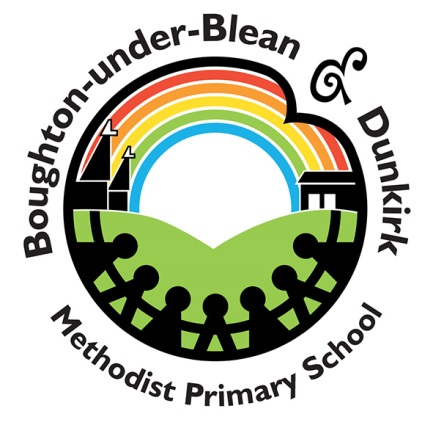 Boughton-under-Blean & Dunkirk
Methodist Primary School